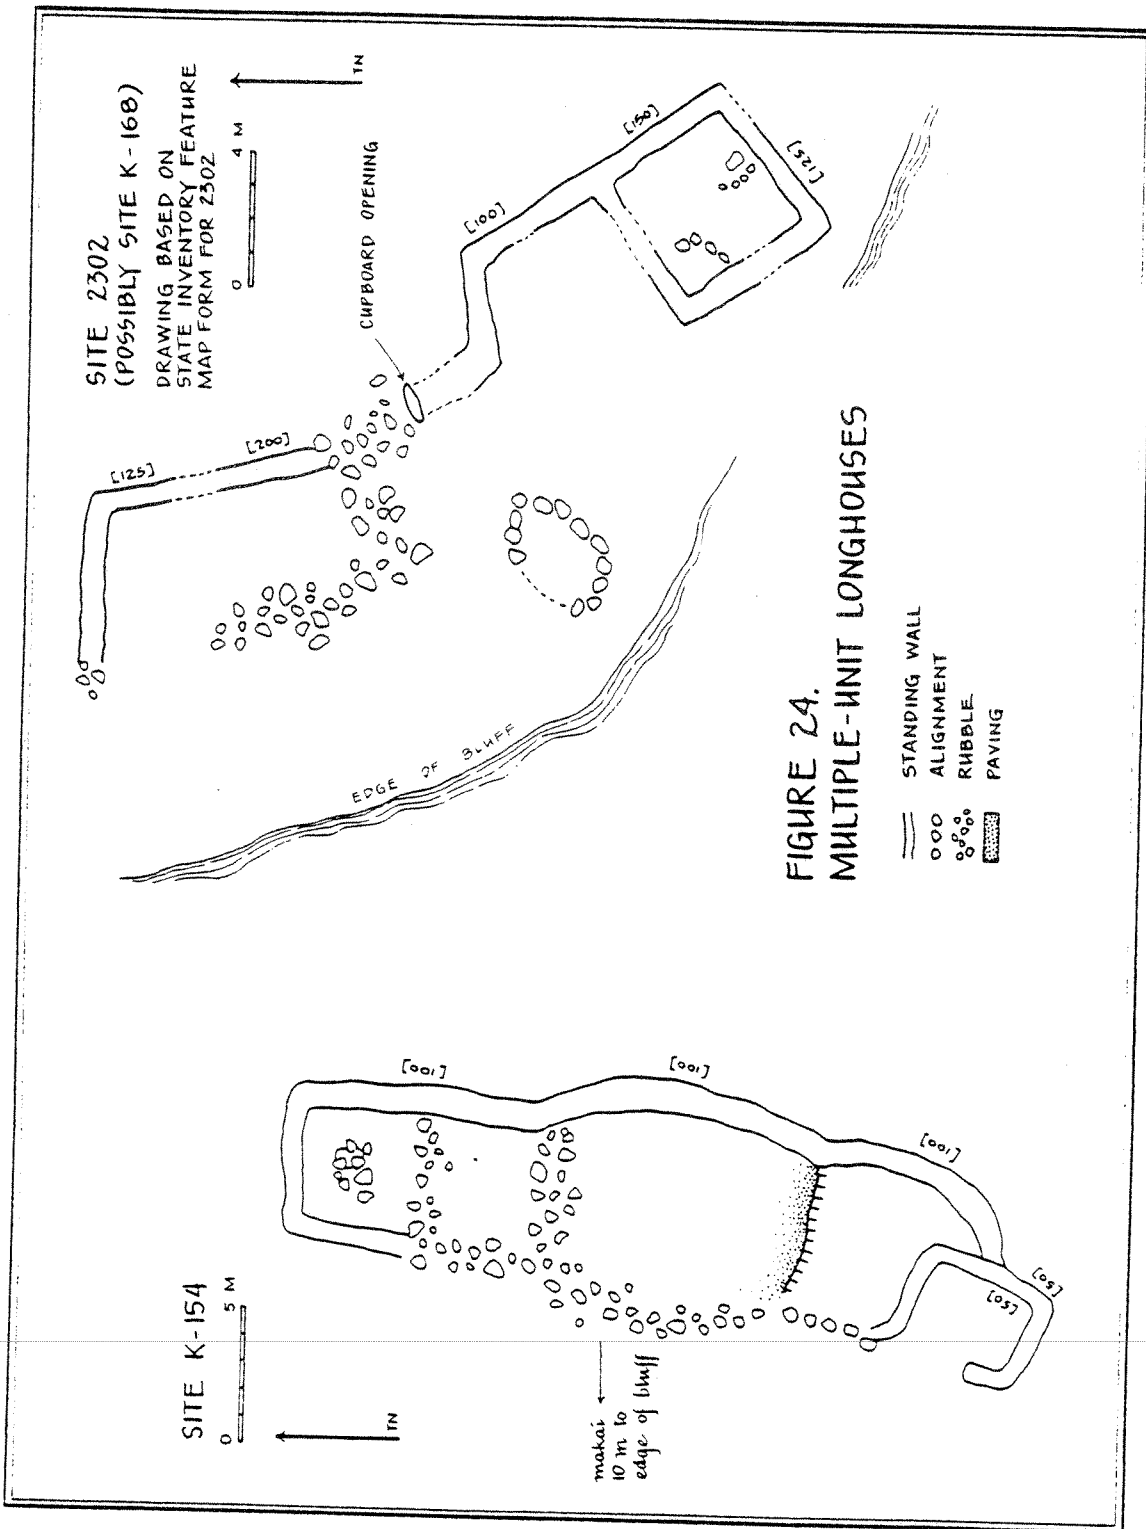 SITE K-154
0 5 M
TN
makai
10 m to
edge of bluff
[100]
[100]
[100]
[50]
[50]
SITE 2302
(POSSIBLY SITE K-168)
DRAWING BASED ON
STATE INVENTORY FEATURE
MAP FORM FOR 2302
0 4 M
TN
CUPBOARD OPENING
[125]
[200]
[100]
[150]
[125]
EDGE OF BLUFF
FIGURE 24.
MULTIPLE-UNIT LONGHOUSES
STANDING WALL
ALIGNMENT
RUBBLE
PAVING